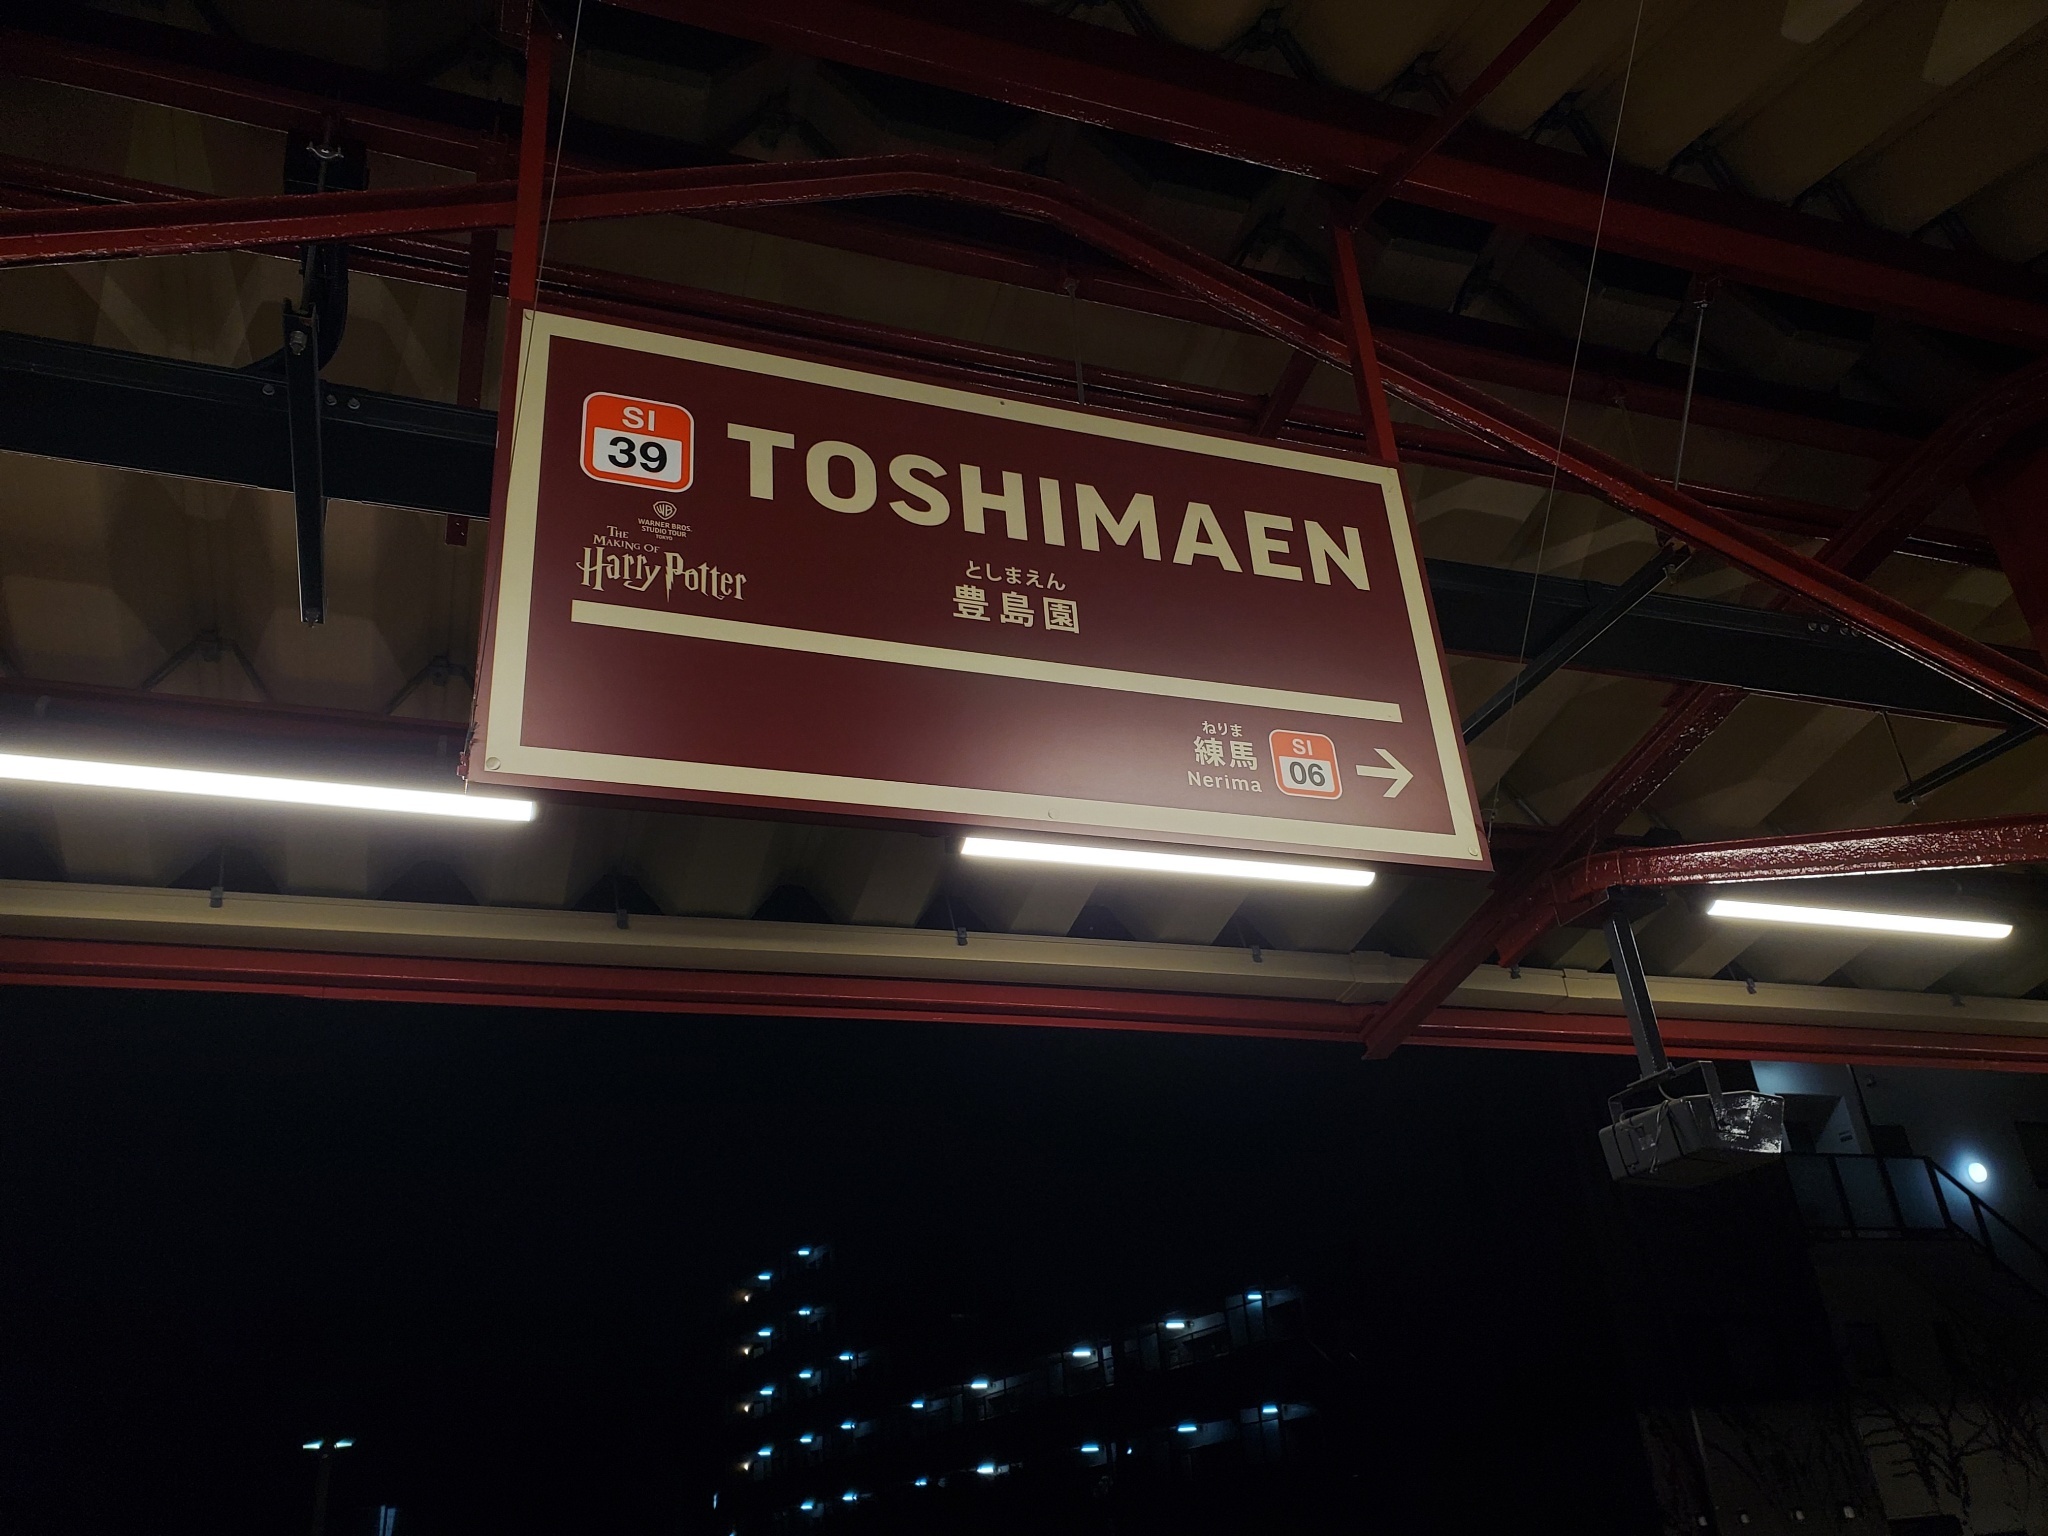 SI
39
TOSHIMAEN
WB
WARNER BROS.
STUDIO TOUR
TOKYO
THE
MAKING OF
Harry Potter
としまえん
豊島園
ねりま
練馬
Nerima
SI
06
→